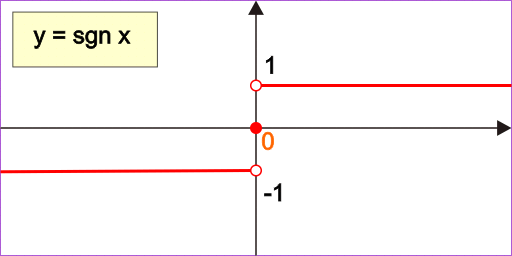 y = sgn x
1
0
-1